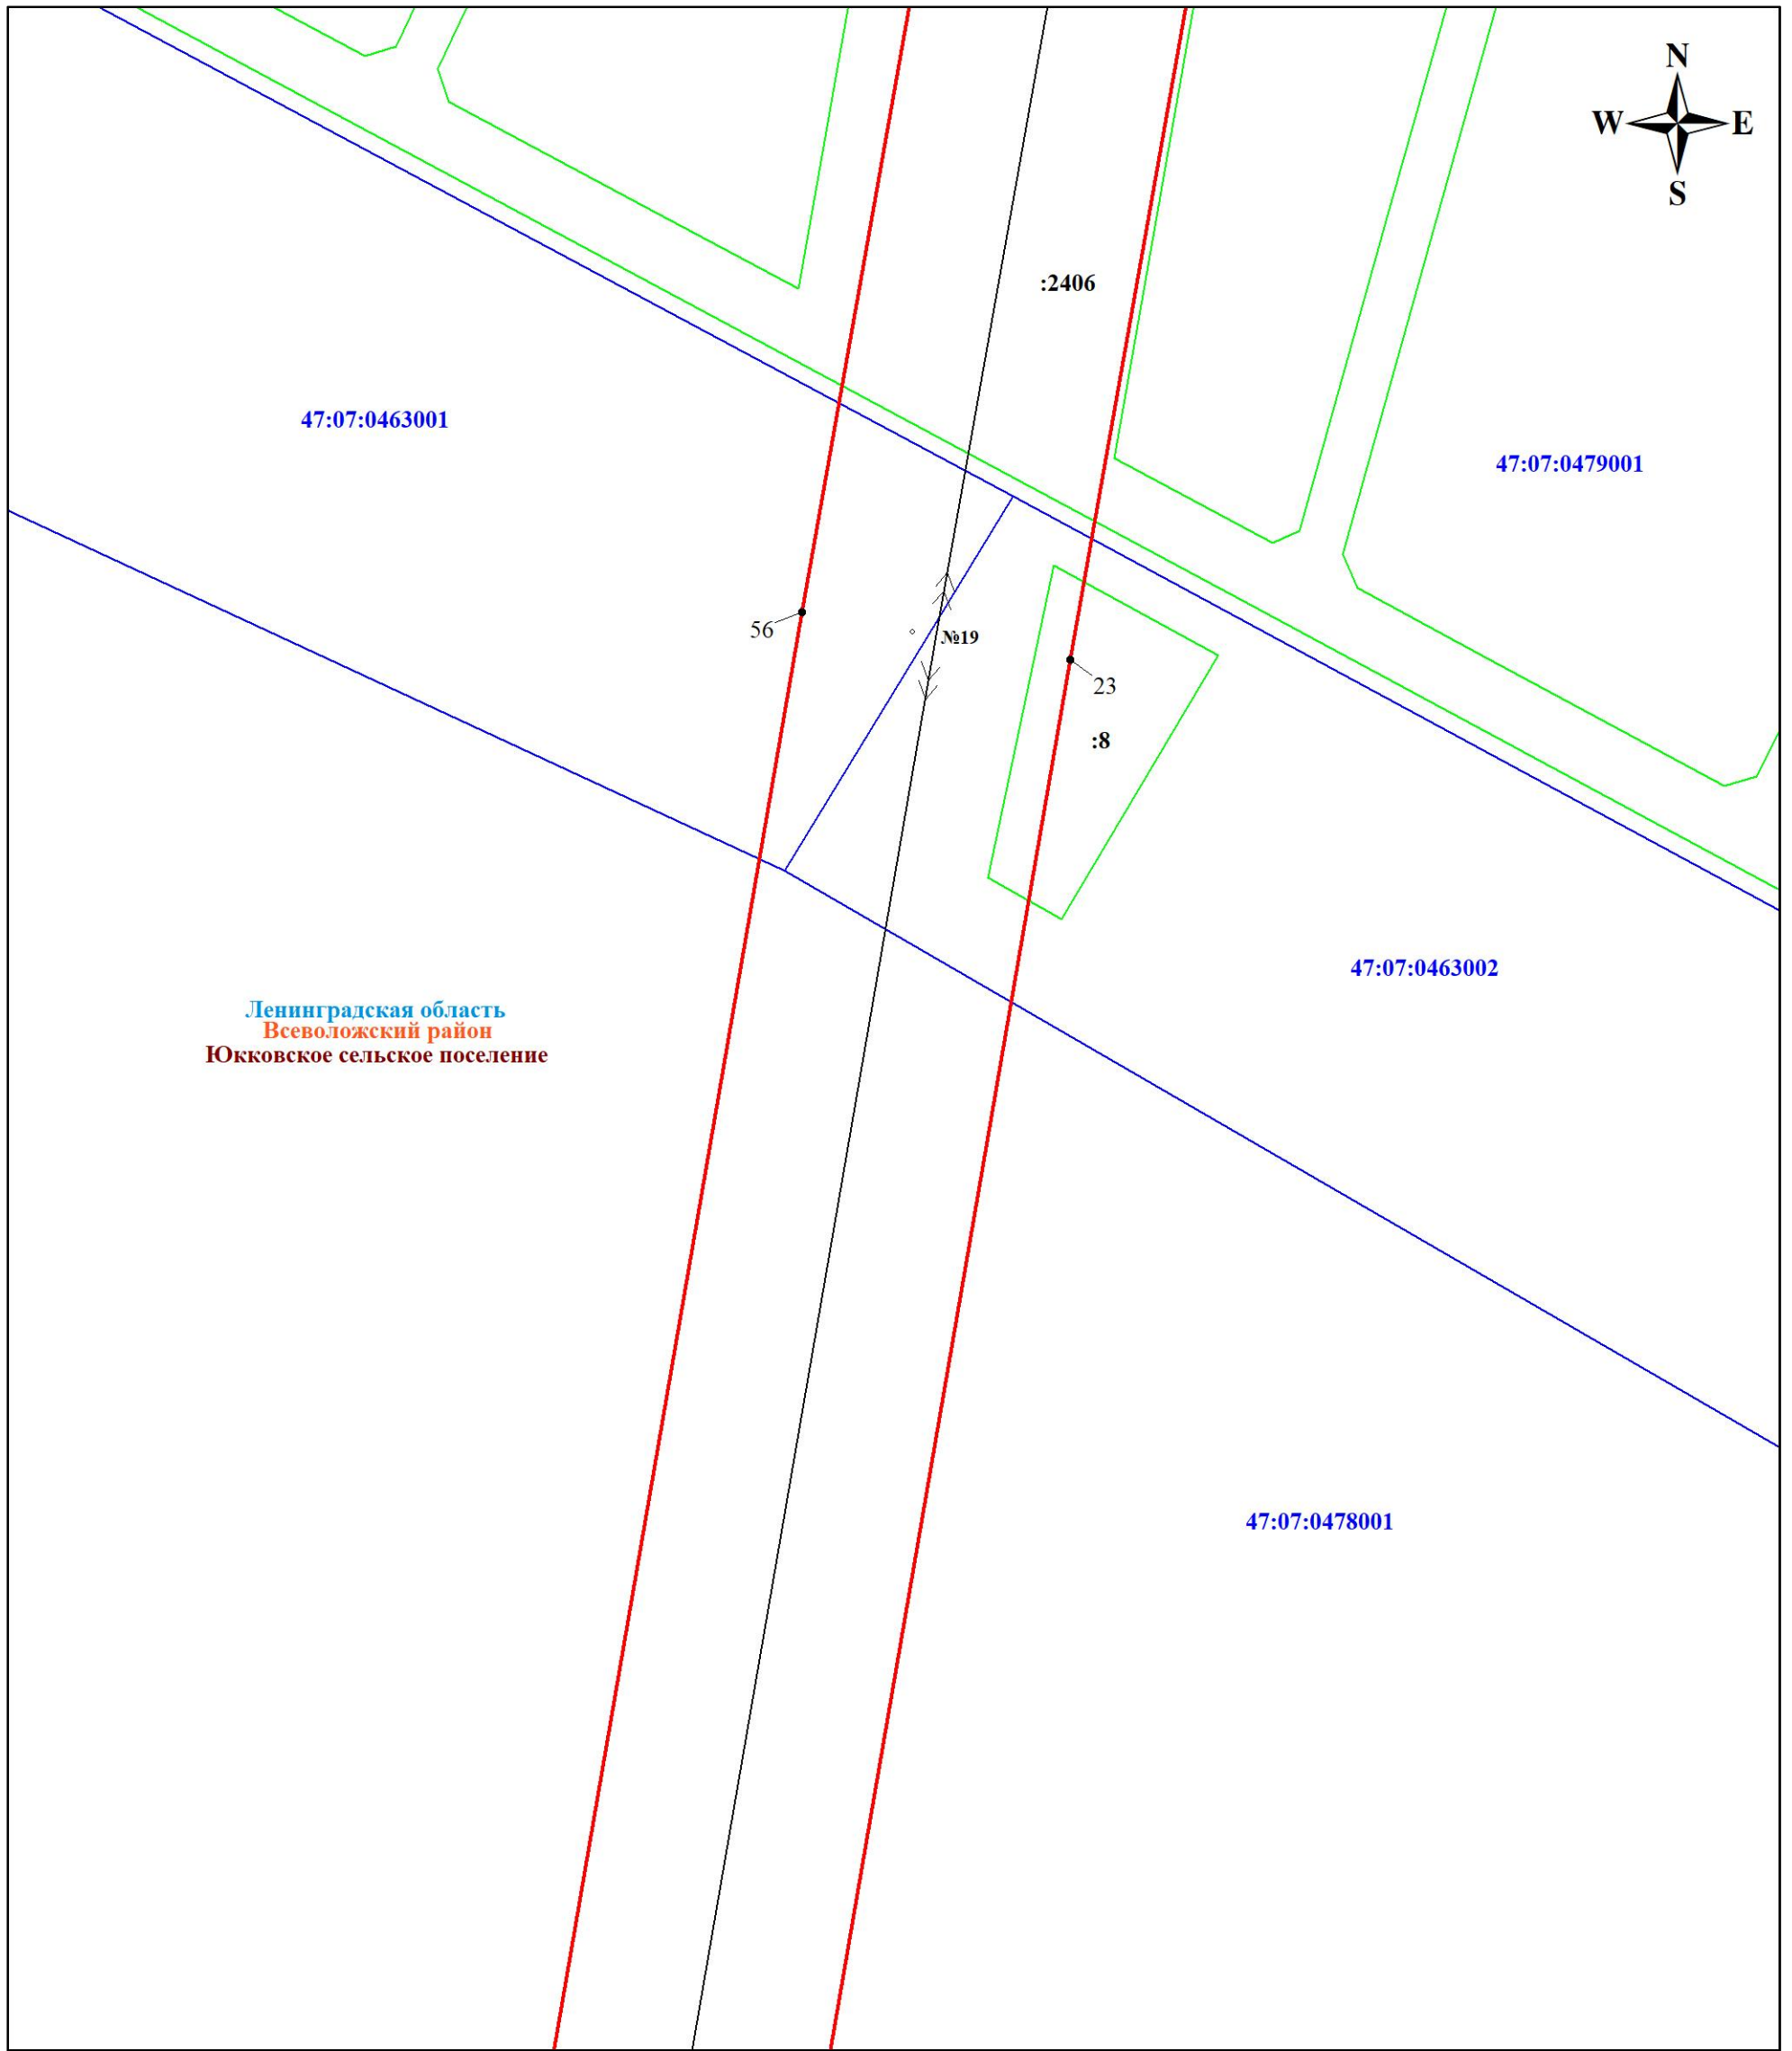 N
W E
S
:2406
47:07:0463001
47:07:0479001
56
№19
23
:8
47:07:0463002
Ленинградская область
Всеволожский район
Юкковское сельское поселение
47:07:0478001